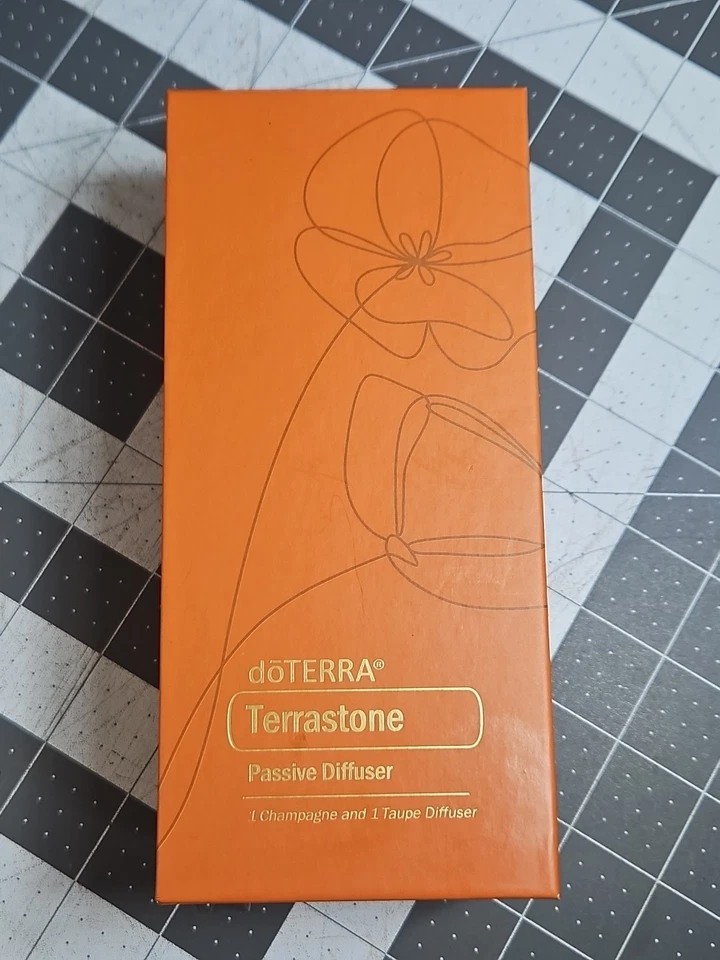 dōTERRA®
Terrastone
Passive Diffuser
1 Champagne and 1 Taupe Diffuser